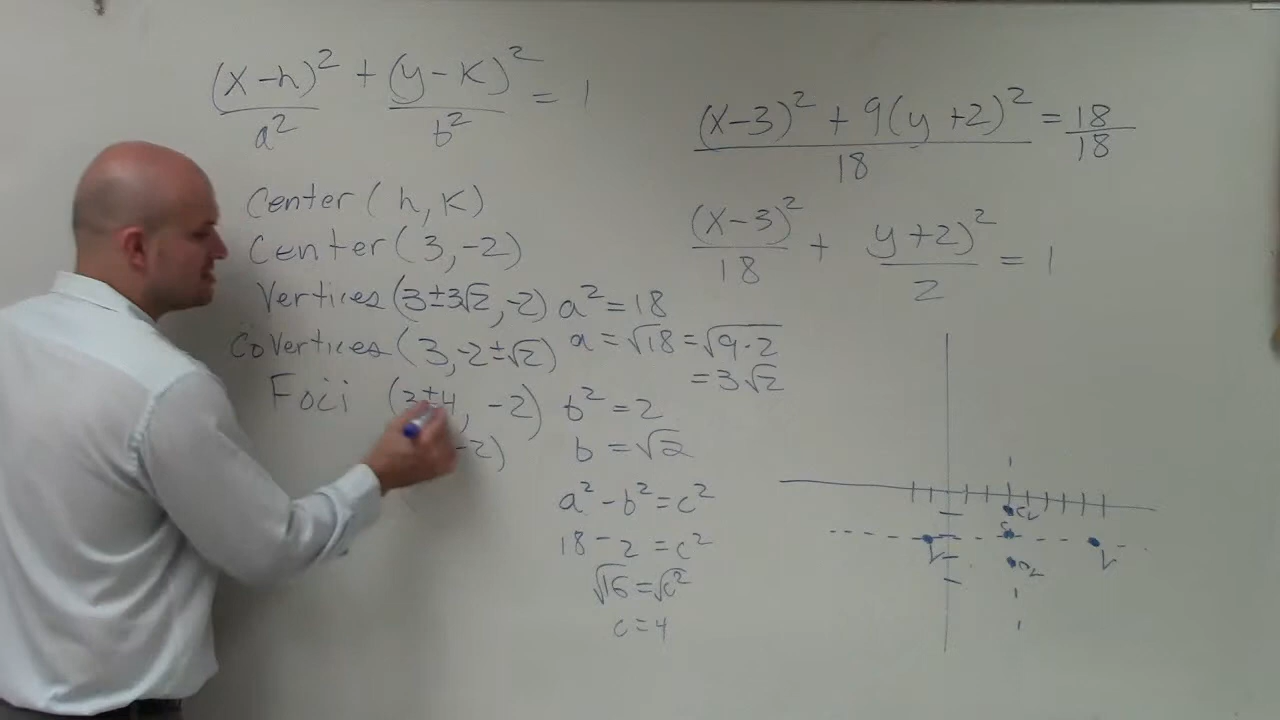 (x-h)² + (y-k)² = 1
a² b²
Center (h, k)
Center (3, -2)
Vertices (3±3√2, -2)
Co Vertices (3, -2±√2)
Foci (3±4, -2)
-2)
a² = 18
a = √18 = √9·2
= 3√2
b² = 2
b = √2
a² - b² = c²
18 - 2 = c²
√16 = √c²
c = 4
(x-3)² + 9(y+2)² = 18
18 18
(x-3)² + y+2)² = 1
18 2
C
V
V